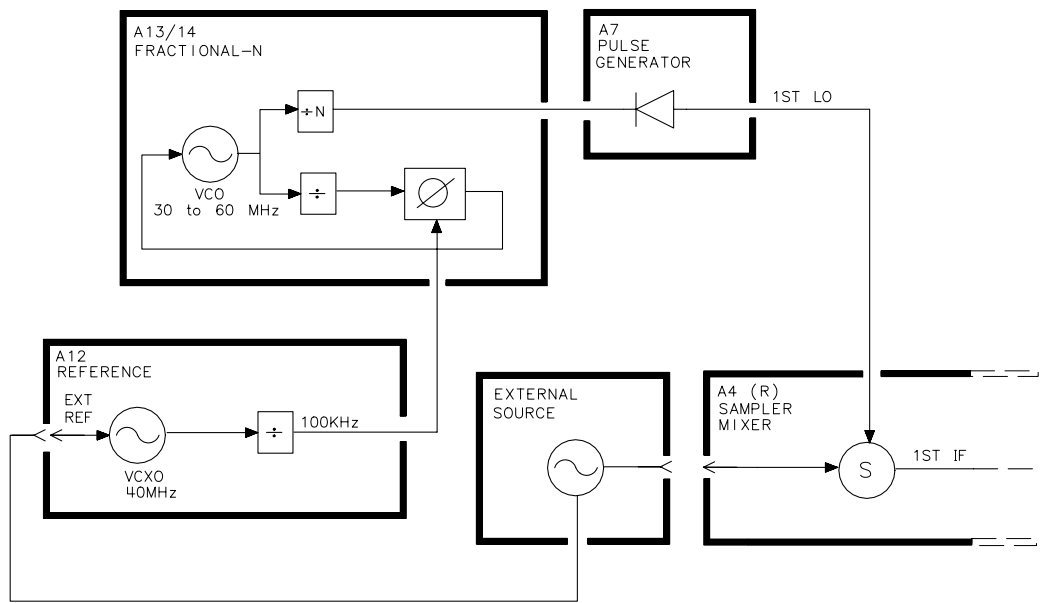 A13/14
FRACTIONAL-N
÷N
VCO
30 to 60 MHz
÷
A7
PULSE
GENERATOR
1ST LO
A12
REFERENCE
EXT
REF
÷
100KHz
VCXO
40MHz
EXTERNAL
SOURCE
A4 (R)
SAMPLER
MIXER
S
1ST IF